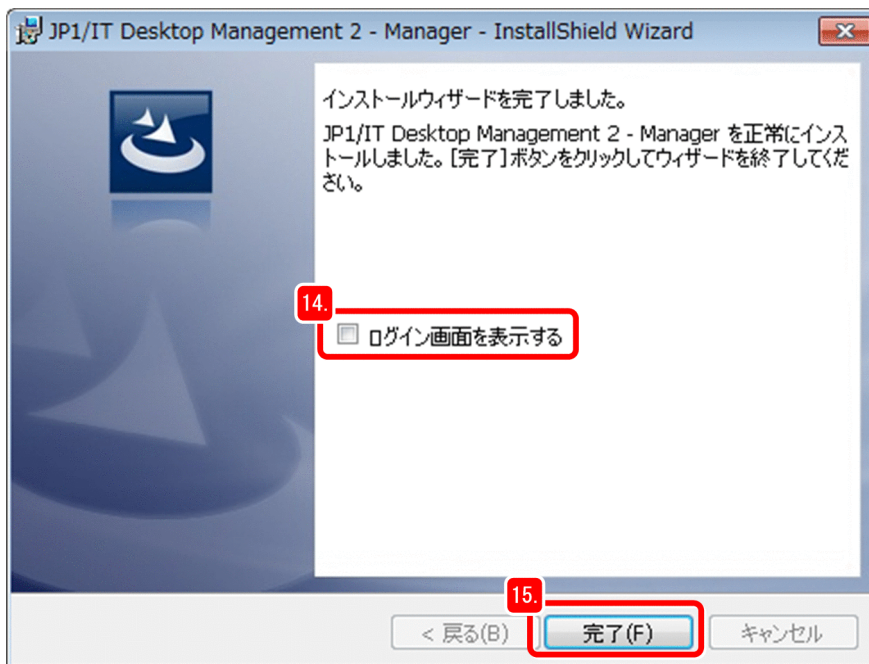 JP1/IT Desktop Management 2 - Manager - InstallShield Wizard
インストールウィザードを完了しました。
JP1/IT Desktop Management 2 - Manager を正常にインス
トールしました。[完了]ボタンをクリックしてウィザードを終了してくだ
さい。
14.
ログイン画面を表示する
15.
< 戻る(B)
完了(F)
キャンセル